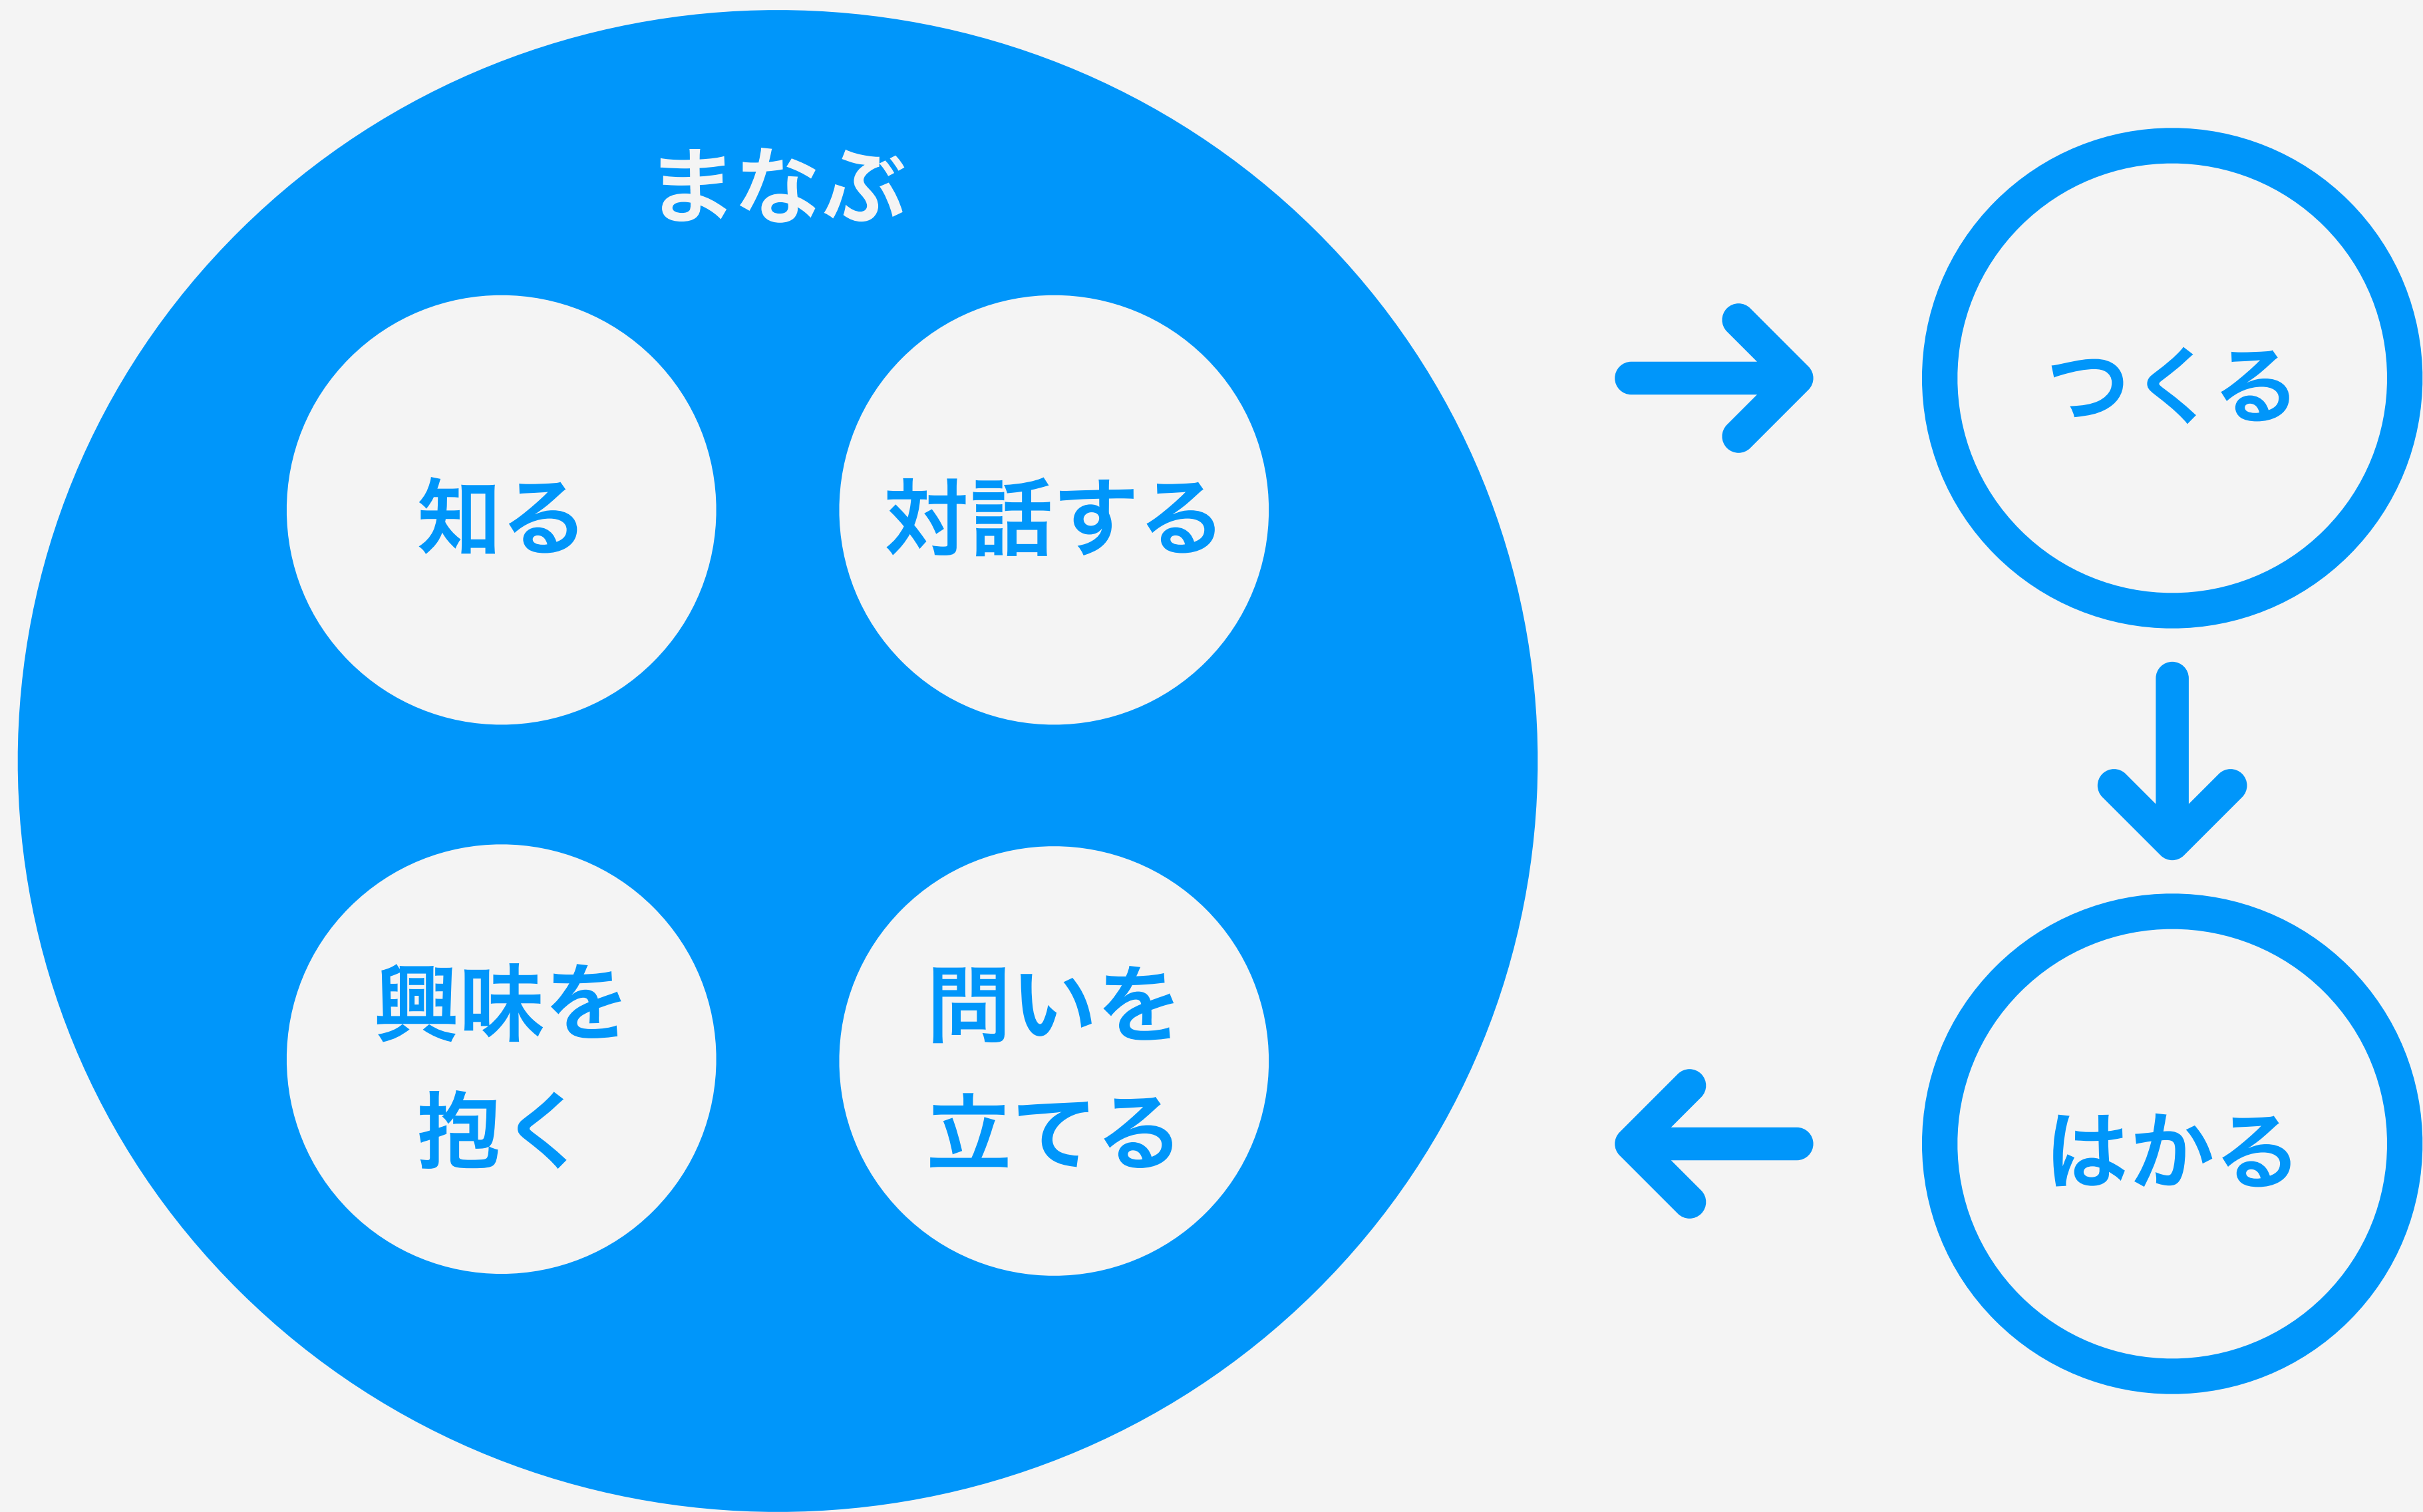 まなぶ
知る
対話する
興味を
抱く
問いを
立てる
つくる
はかる